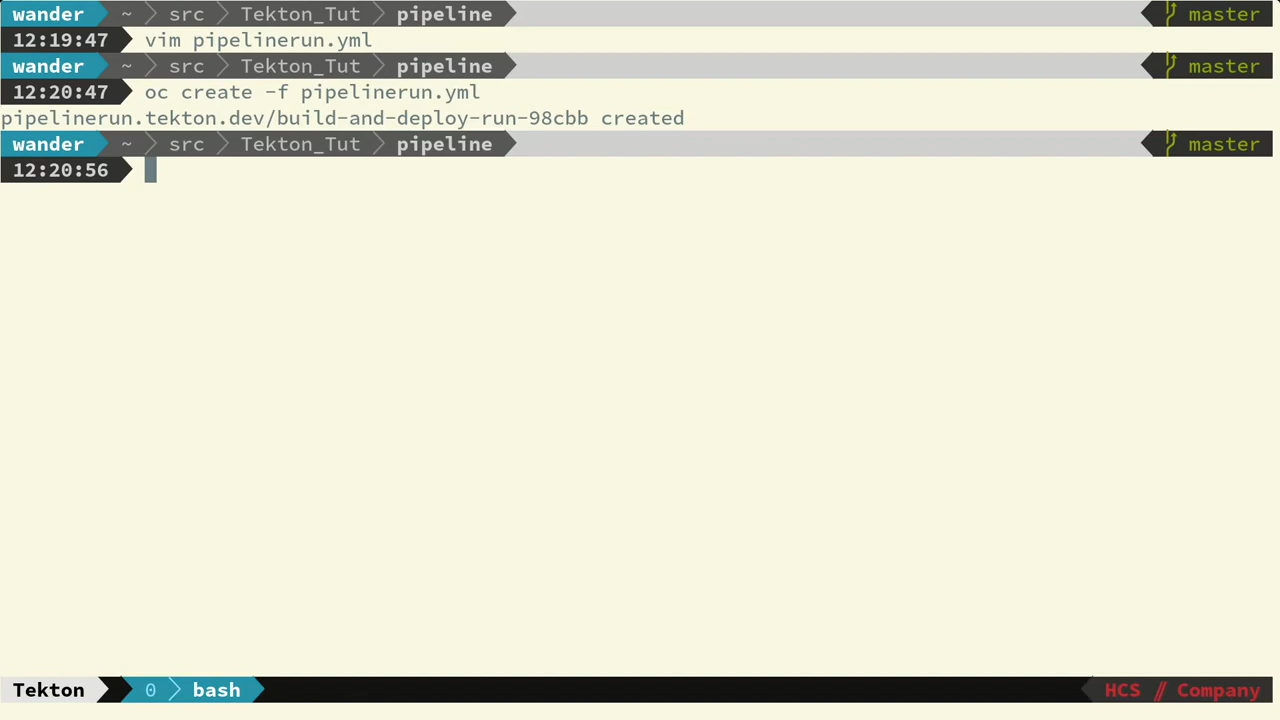 wander ~ src Tekton_Tut pipeline master
12:19:47 vim pipelinerun.yml
wander ~ src Tekton_Tut pipeline master
12:20:47 oc create -f pipelinerun.yml
pipelinerun.tekton.dev/build-and-deploy-run-98cbb created
wander ~ src Tekton_Tut pipeline master
12:20:56
Tekton 0 bash HCS // Company